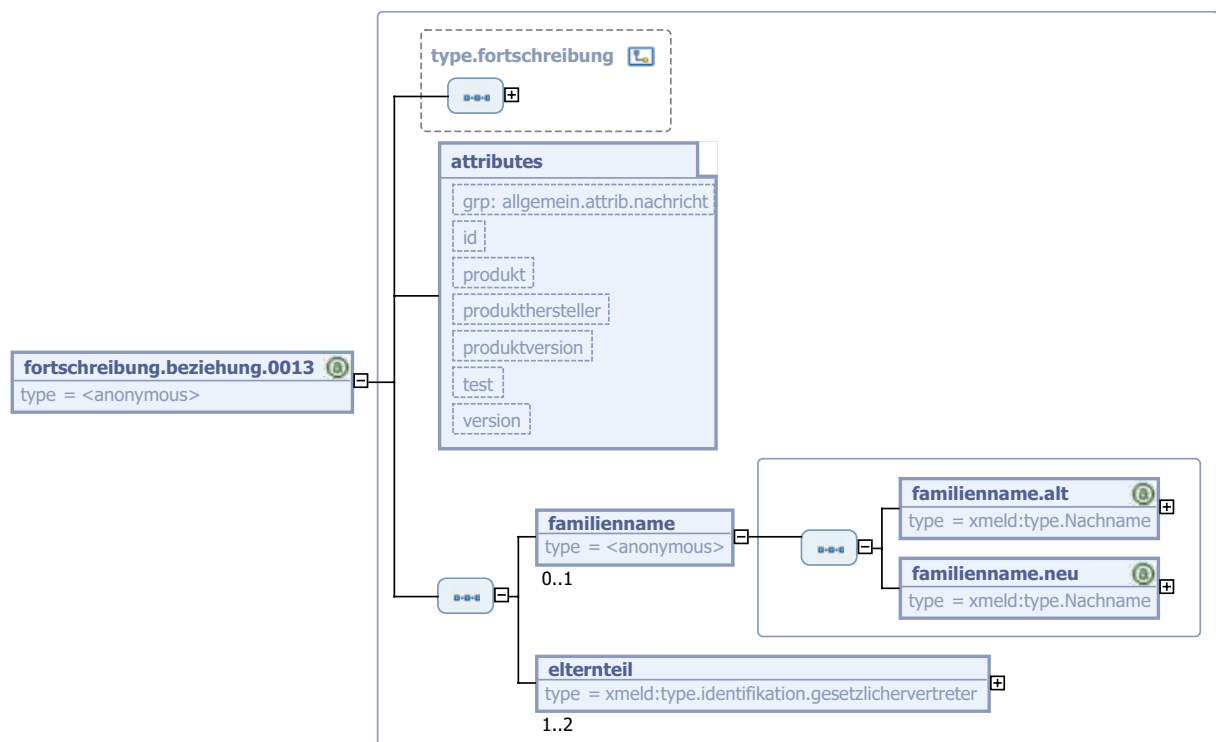 type.fortschreibung
attributes
grp: allgemein.attrib.nachricht
id
produkt
produkthersteller
produktversion
test
version
fortschreibung.beziehung.0013
type = <anonymous>
familienname
type = <anonymous>
0..1
familienname.alt
type = xmeld:type.Nachname
familienname.neu
type = xmeld:type.Nachname
elternteil
type = xmeld:type.identifikation.gesetzlichervertreter
1..2